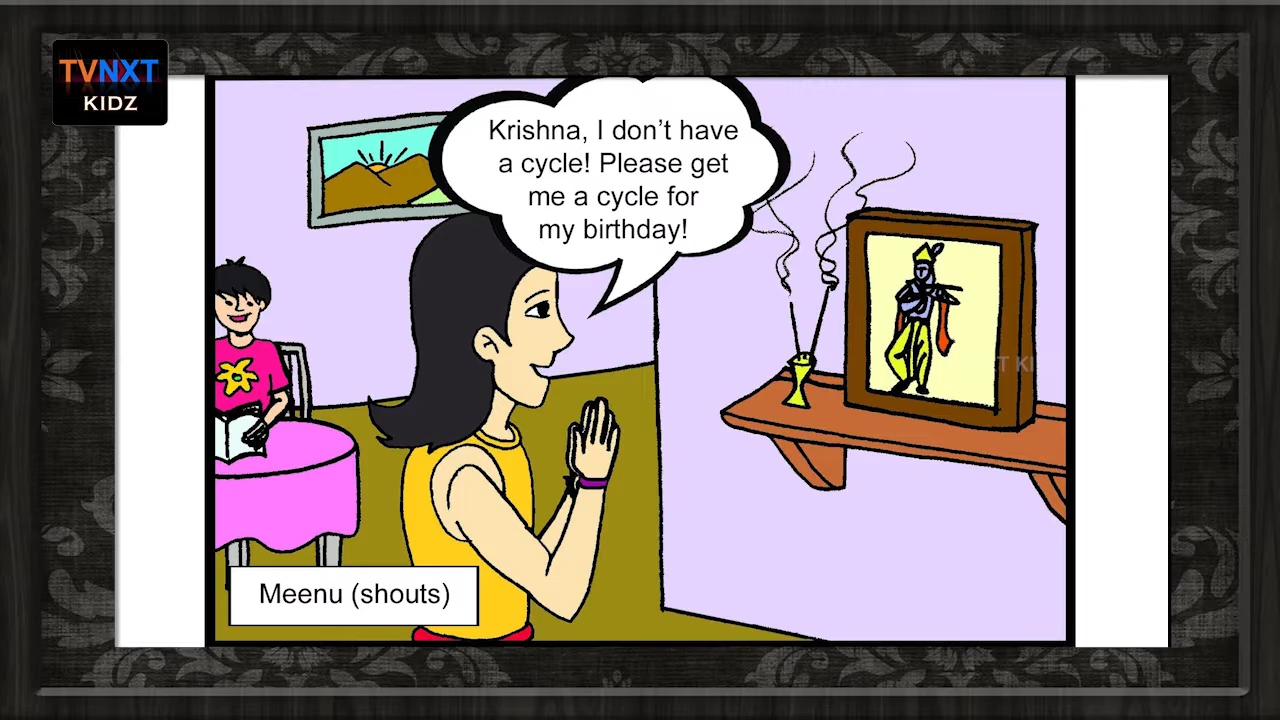 TVNXT
KIDZ
Krishna, I don't have
a cycle! Please get
me a cycle for
my birthday!
Meenu (shouts)